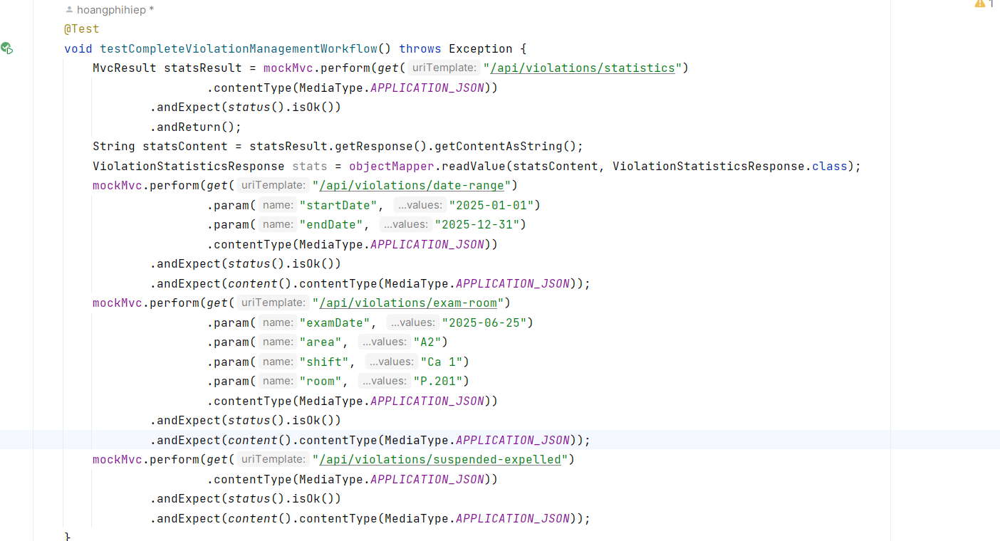 hoangphihiep *
1
@Test
void testCompleteViolationManagementWorkflow() throws Exception {
MvcResult statsResult = mockMvc.perform(get( uriTemplate: "/api/violations/statistics")
.contentType(MediaType.APPLICATION_JSON))
.andExpect(status().isOk())
.andReturn();
String statsContent = statsResult.getResponse().getContentAsString();
ViolationStatisticsResponse stats = objectMapper.readValue(statsContent, ViolationStatisticsResponse.class);
mockMvc.perform(get( uriTemplate: "/api/violations/date-range")
.param( name: "startDate", ...values: "2025-01-01")
.param( name: "endDate", ...values: "2025-12-31")
.contentType(MediaType.APPLICATION_JSON))
.andExpect(status().isOk())
.andExpect(content().contentType(MediaType.APPLICATION_JSON));
mockMvc.perform(get( uriTemplate: "/api/violations/exam-room")
.param( name: "examDate", ...values: "2025-06-25")
.param( name: "area", ...values: "A2")
.param( name: "shift", ...values: "Ca 1")
.param( name: "room", ...values: "P.201")
.contentType(MediaType.APPLICATION_JSON))
.andExpect(status().isOk())
.andExpect(content().contentType(MediaType.APPLICATION_JSON));
mockMvc.perform(get( uriTemplate: "/api/violations/suspended-expelled")
.contentType(MediaType.APPLICATION_JSON))
.andExpect(status().isOk())
.andExpect(content().contentType(MediaType.APPLICATION_JSON));
}